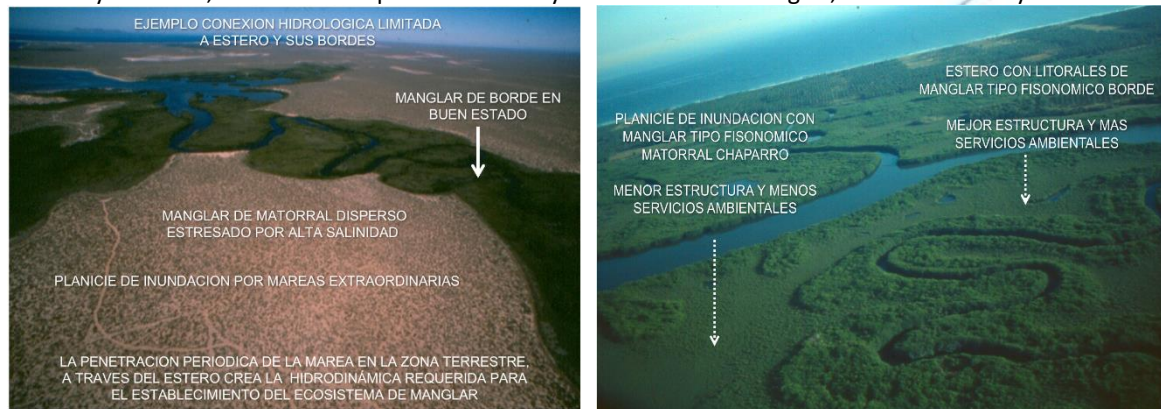 EJEMPLO CONEXION HIDROLOGICA LIMITADA
A ESTERO Y SUS BORDES
MANGLAR DE BORDE EN
BUEN ESTADO
MANGLAR DE MATORRAL DISPERSO
ESTRESADO POR ALTA SALINIDAD
PLANICIE DE INUNDACION POR MAREAS EXTRAORDINARIAS
LA PENETRACION PERIODICA DE LA MAREA EN LA ZONA TERRESTRE,
A TRAVES DEL ESTERO CREA LA HIDRODINÁMICA REQUERIDA PARA
EL ESTABLECIMIENTO DEL ECOSISTEMA DE MANGLAR
ESTERO CON LITORALES DE
MANGLAR TIPO FISONOMICO BORDE
MEJOR ESTRUCTURA Y MAS
SERVICIOS AMBIENTALES
PLANICIE DE INUNDACION CON
MANGLAR TIPO FISONOMICO
MATORRAL CHAPARRO
MENOR ESTRUCTURA Y MENOS
SERVICIOS AMBIENTALES